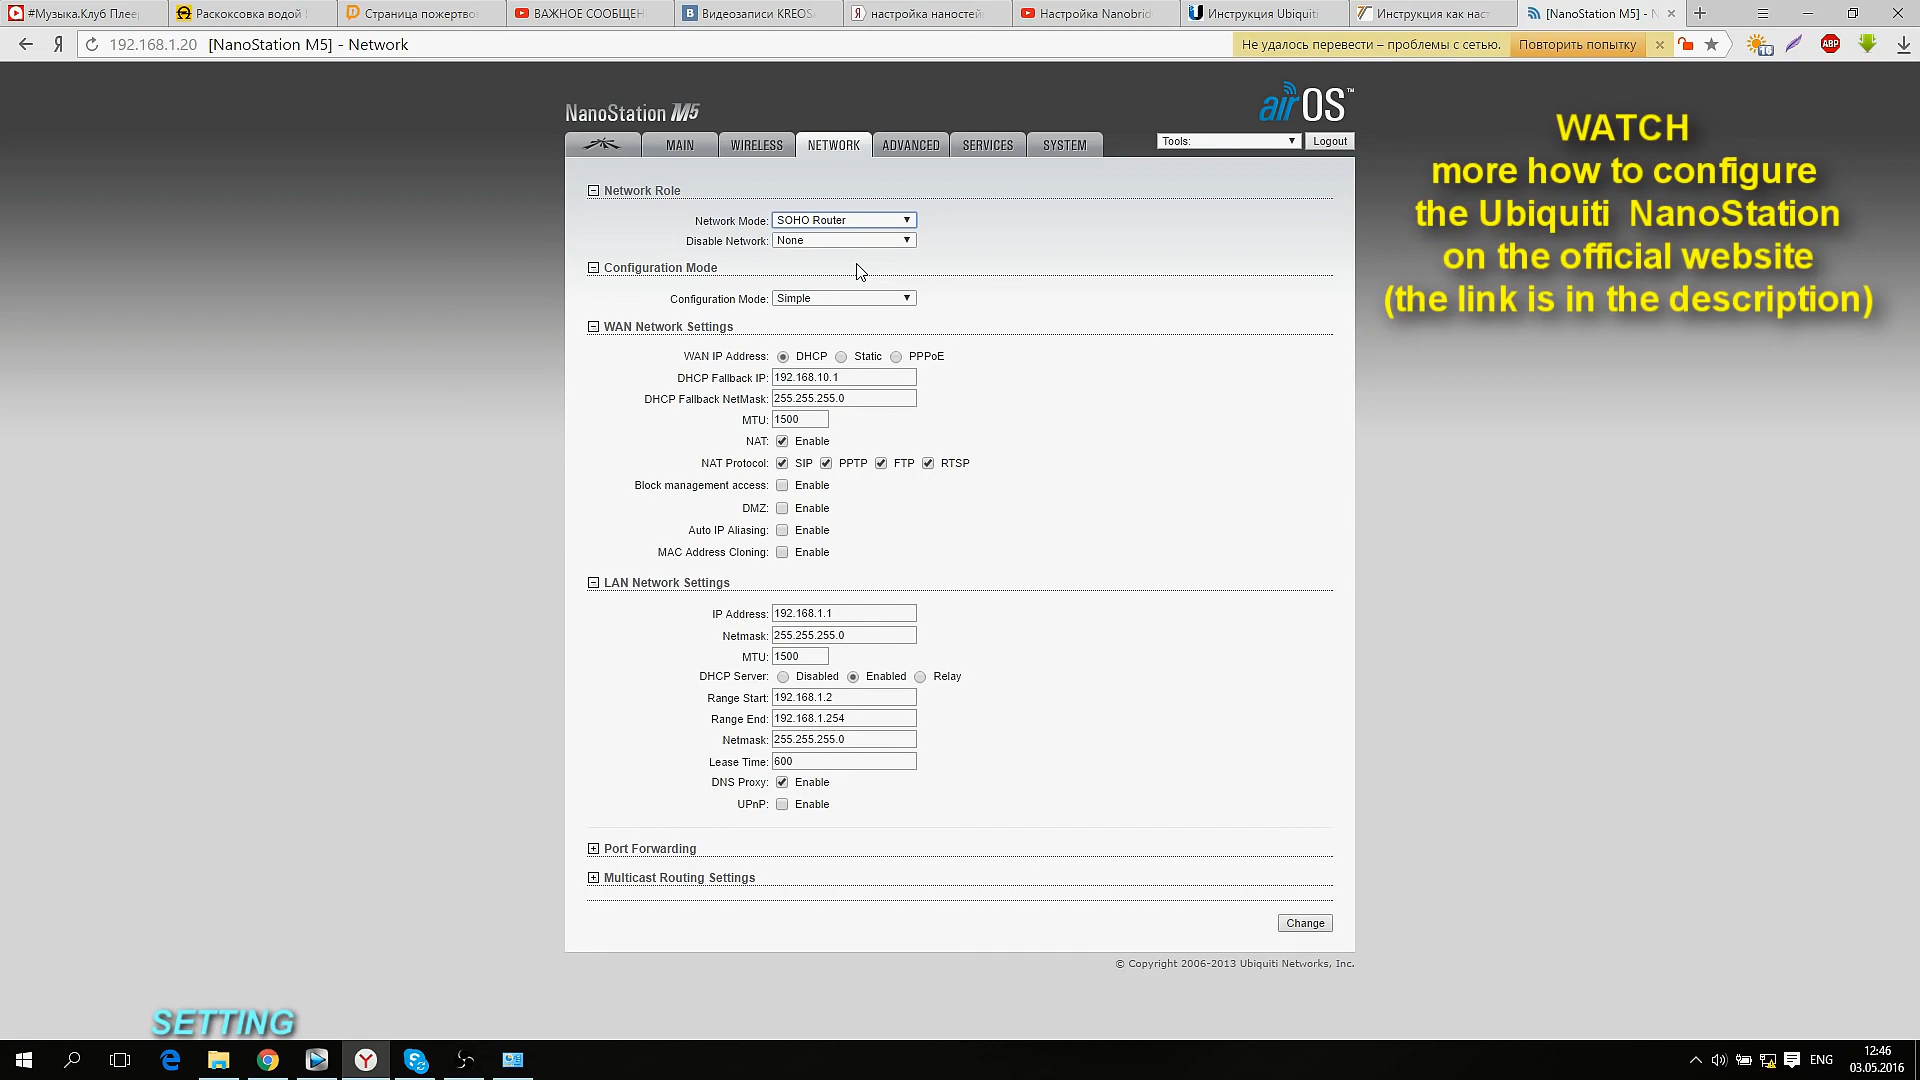 #Музыка.Клуб Плее
Раскоксовка водой
Страница пожертво
ВАЖНОЕ СООБЩЕН
Видеозаписи KREOSA
настройка наностей
Настройка Nanobrid
Инструкция Ubiquiti
Инструкция как наст
[NanoStation M5] - N
192.168.1.20 [NanoStation M5] - Network
Не удалось перевести – проблемы с сетью. Повторить попытку
ABP
NanoStation M5
airOS™
MAIN WIRELESS NETWORK ADVANCED SERVICES SYSTEM
Tools: Logout
Network Role
Network Mode: SOHO Router
Disable Network: None
Configuration Mode
Configuration Mode: Simple
WAN Network Settings
WAN IP Address: DHCP Static PPPoE
DHCP Fallback IP: 192.168.10.1
DHCP Fallback NetMask: 255.255.255.0
MTU: 1500
NAT: Enable
NAT Protocol: SIP PPTP FTP RTSP
Block management access: Enable
DMZ: Enable
Auto IP Aliasing: Enable
MAC Address Cloning: Enable
LAN Network Settings
IP Address: 192.168.1.1
Netmask: 255.255.255.0
MTU: 1500
DHCP Server: Disabled Enabled Relay
Range Start: 192.168.1.2
Range End: 192.168.1.254
Netmask: 255.255.255.0
Lease Time: 600
DNS Proxy: Enable
UPnP: Enable
Port Forwarding
Multicast Routing Settings
Change
© Copyright 2006-2013 Ubiquiti Networks, Inc.
WATCH
more how to configure
the Ubiquiti NanoStation
on the official website
(the link is in the description)
SETTING
ENG
12:46
03.05.2016